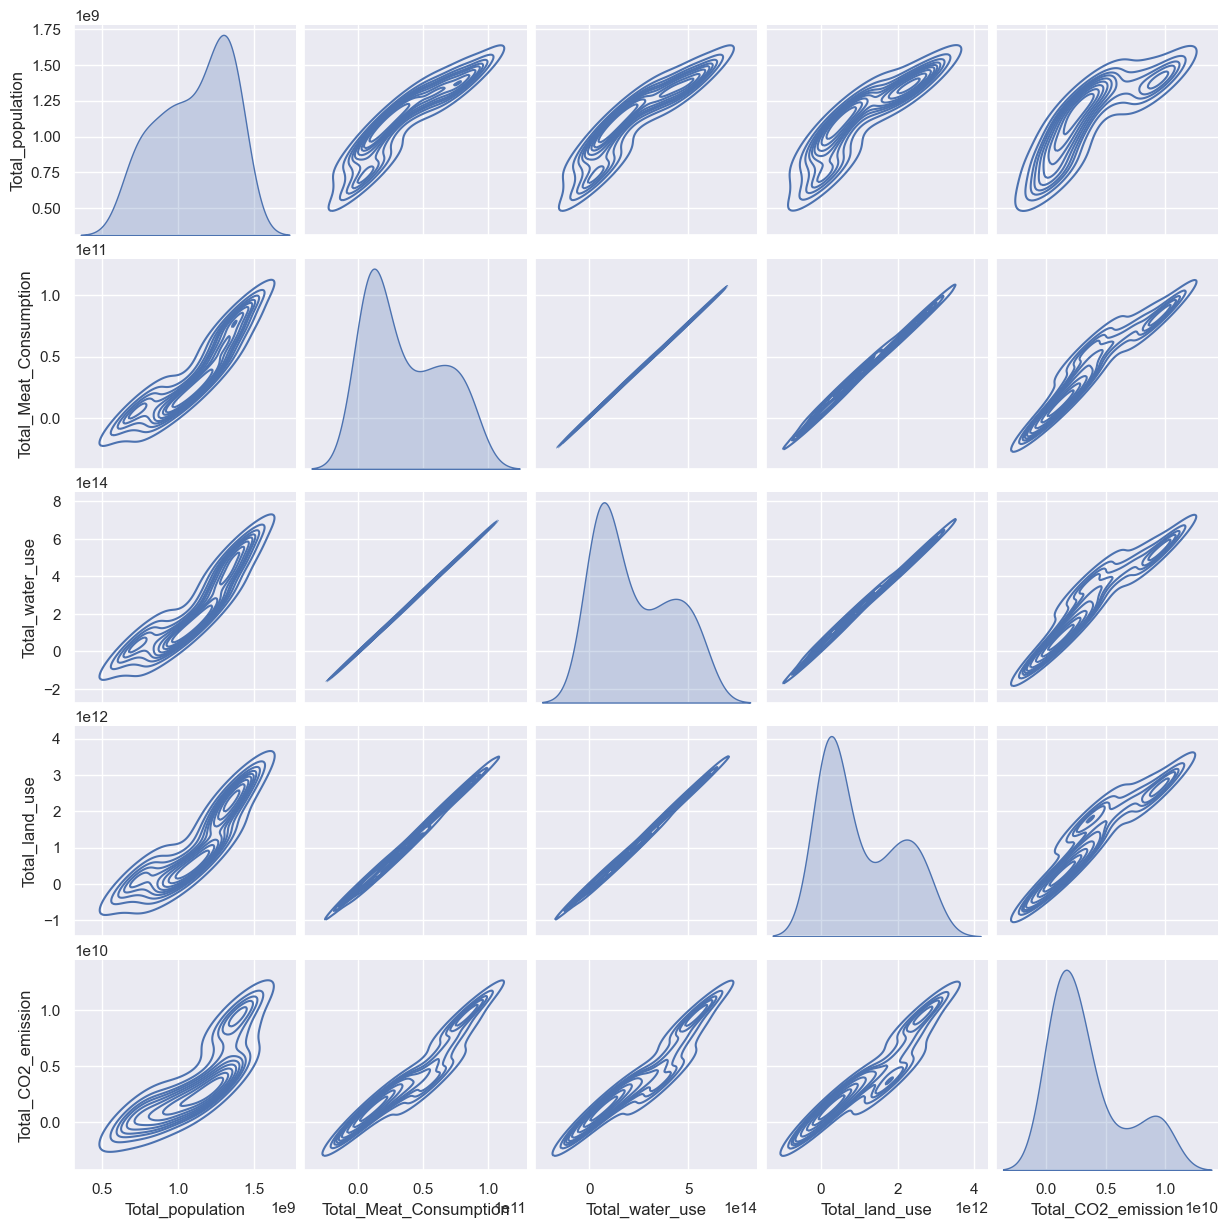 1e9
Total_population
1.75
1.50
1.25
1.00
0.75
0.50
1e11
Total_Meat_Consumption
1.0
0.5
0.0
1e14
Total_water_use
8
6
4
2
0
−2
1e12
Total_land_use
4
3
2
1
0
−1
1e10
Total_CO2_emission
1.0
0.5
0.0
0.5 1.0 1.5 0.0 0.5 1.0 0 5 0 2 4 0.0 0.5 1.0
Total_population 1e9 Total_Meat_Consumption 1e11 Total_water_use 1e14 Total_land_use 1e12 Total_CO2_emission 1e10